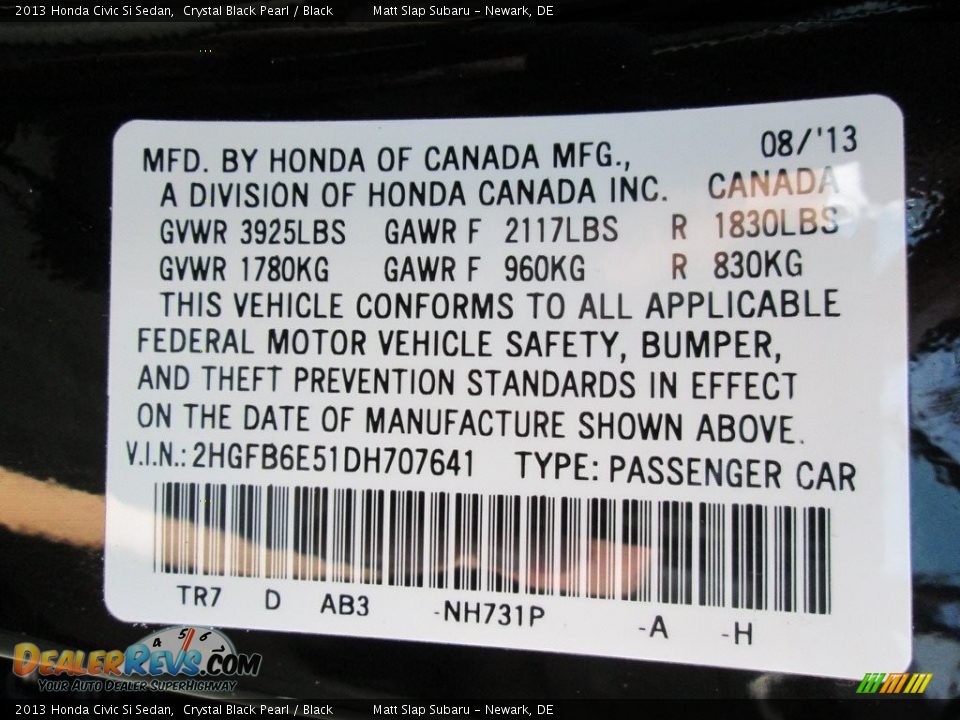 2013 Honda Civic Si Sedan, Crystal Black Pearl / Black Matt Slap Subaru - Newark, DE
08/'13
MFD. BY HONDA OF CANADA MFG.,
A DIVISION OF HONDA CANADA INC. CANADA
GVWR 3925LBS GAWR F 2117LBS R 1830LBS
GVWR 1780KG GAWR F 960KG R 830KG
THIS VEHICLE CONFORMS TO ALL APPLICABLE
FEDERAL MOTOR VEHICLE SAFETY, BUMPER,
AND THEFT PREVENTION STANDARDS IN EFFECT
ON THE DATE OF MANUFACTURE SHOWN ABOVE.
V.I.N.: 2HGFB6E51DH707641 TYPE: PASSENGER CAR
TR7 D AB3 -NH731P -A -H
4 5 6
DEALERREVS.COM
YOUR AUTO DEALER SUPERHIGHWAY
2013 Honda Civic Si Sedan, Crystal Black Pearl / Black Matt Slap Subaru - Newark, DE